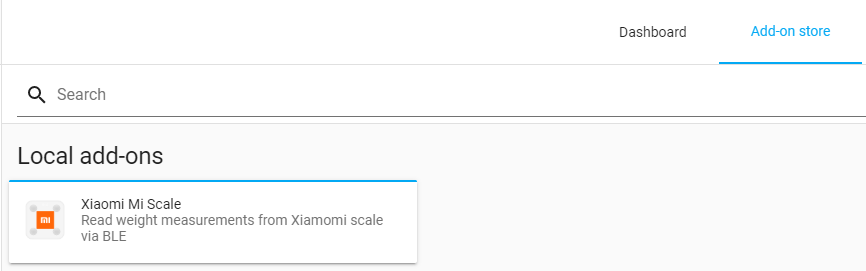 Dashboard
Add-on store
Search
Local add-ons
mi
Xiaomi Mi Scale
Read weight measurements from Xiamomi scale
via BLE